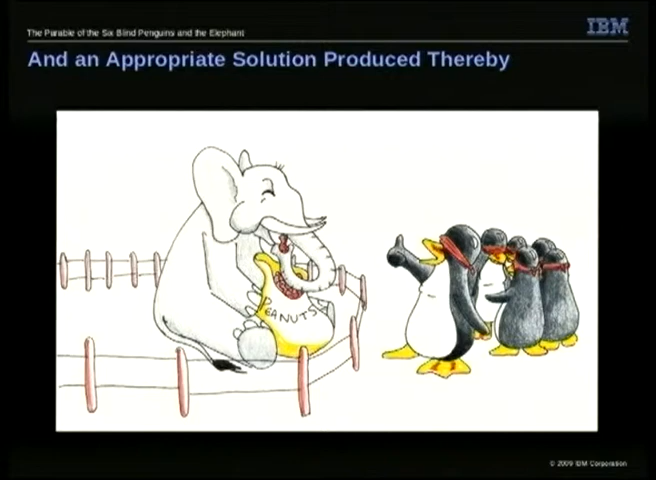 The Parable of the Six Blind Penguins and the Elephant
IBM
And an Appropriate Solution Produced Thereby
PEANUTS
© 2009 IBM Corporation